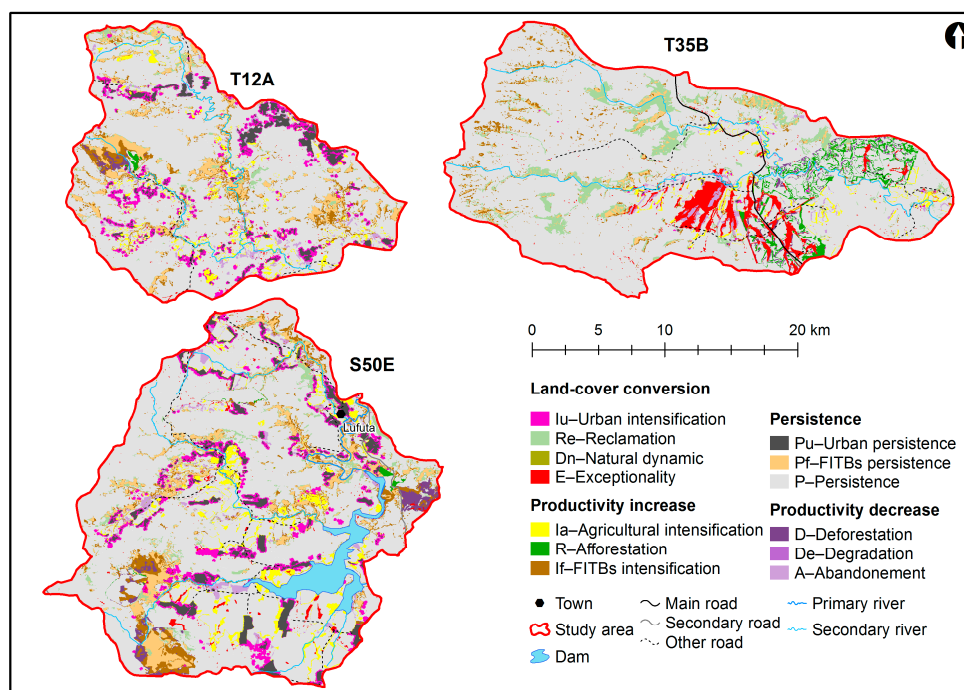 T12A
T35B
S50E
Lufuta
0 5 10 20 km
Land-cover conversion
Iu–Urban intensification
Re–Reclamation
Dn–Natural dynamic
E–Exceptionality
Productivity increase
Ia–Agricultural intensification
R–Afforestation
If–FITBs intensification
Persistence
Pu–Urban persistence
Pf–FITBs persistence
P–Persistence
Productivity decrease
D–Deforestation
De–Degradation
A–Abandonement
Town
Study area
Dam
Main road
Secondary road
Other road
Primary river
Secondary river